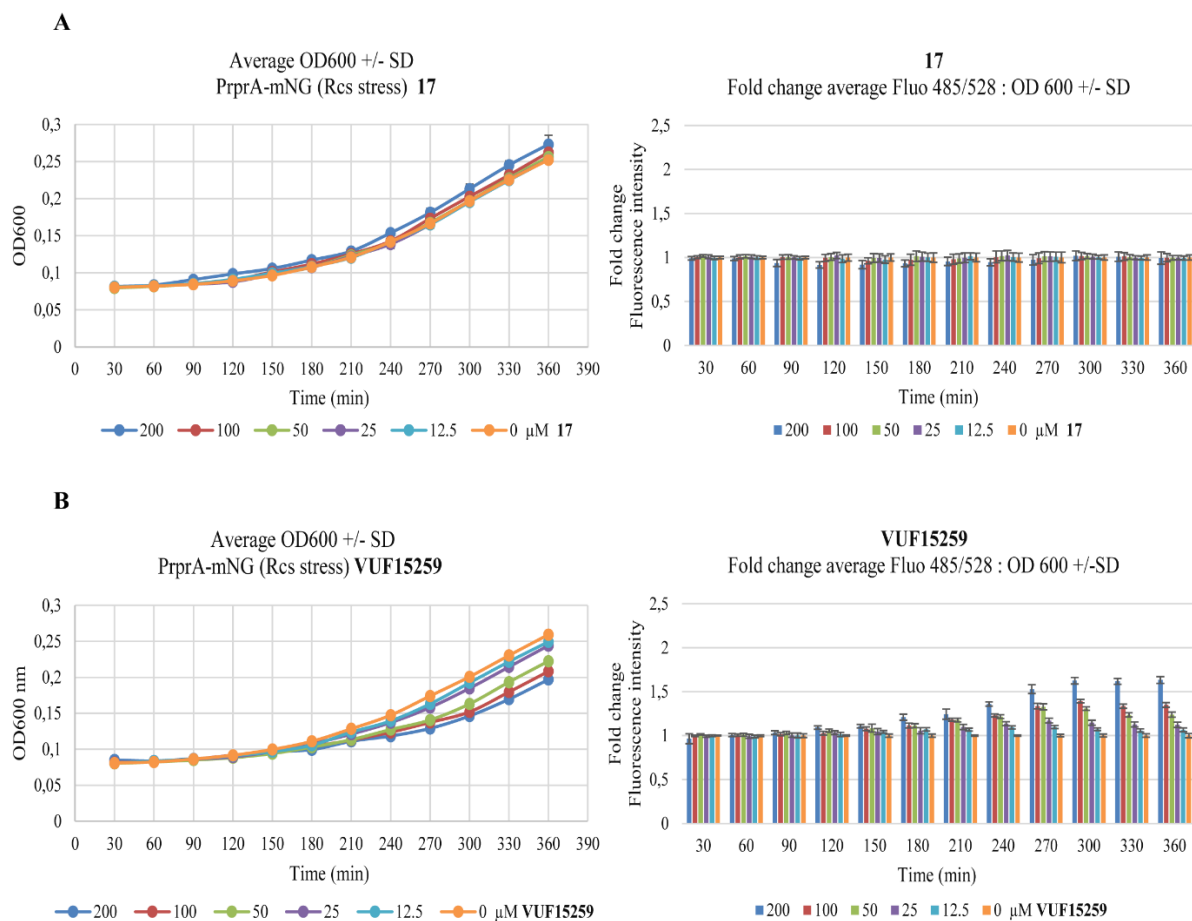 A
Average OD600 +/- SD
PrprA-mNG (Rcs stress) 17
0,3
0,25
0,2
0,15
0,1
0,05
0
OD600
0 30 60 90 120 150 180 210 240 270 300 330 360 390
Time (min)
200 100 50 25 12.5 0 µM 17
17
Fold change average Fluo 485/528 : OD 600 +/- SD
2,5
2
1,5
1
0,5
0
Fold change
Fluorescence intensity
30 60 90 120 150 180 210 240 270 300 330 360
Time (min)
200 100 50 25 12.5 0 µM 17
B
Average OD600 +/- SD
PrprA-mNG (Rcs stress) VUF15259
0,3
0,25
0,2
0,15
0,1
0,05
0
OD600 nm
0 30 60 90 120 150 180 210 240 270 300 330 360 390
Time (min)
200 100 50 25 12.5 0 µM VUF15259
VUF15259
Fold change average Fluo 485/528 : OD 600 +/-SD
2,5
2
1,5
1
0,5
0
Fold change
Fluorescence intensity
30 60 90 120 150 180 210 240 270 300 330 360
Time (min)
200 100 50 25 12.5 0 µM VUF15259